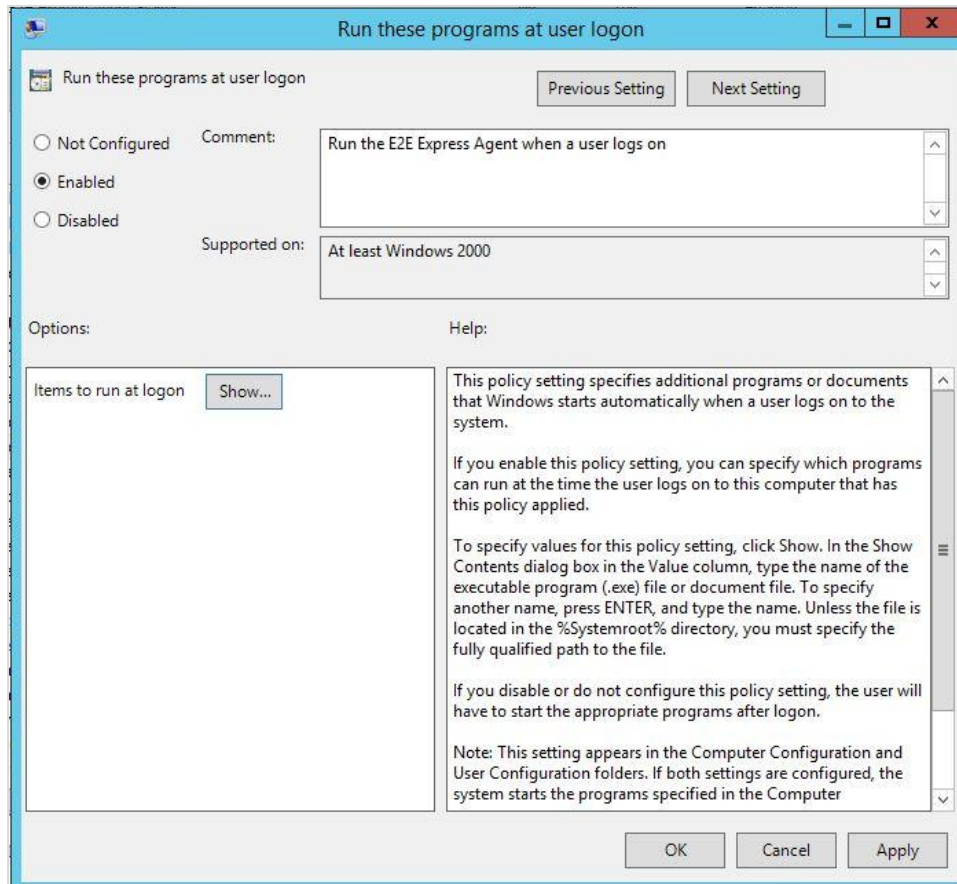 Run these programs at user logon
Run these programs at user logon
Previous Setting
Next Setting
Not Configured
Comment:
Run the E2E Express Agent when a user logs on
Enabled
Disabled
Supported on:
At least Windows 2000
Options:
Help:
Items to run at logon
Show...
This policy setting specifies additional programs or documents
that Windows starts automatically when a user logs on to the
system.
If you enable this policy setting, you can specify which programs
can run at the time the user logs on to this computer that has
this policy applied.
To specify values for this policy setting, click Show. In the Show
Contents dialog box in the Value column, type the name of the
executable program (.exe) file or document file. To specify
another name, press ENTER, and type the name. Unless the file is
located in the %Systemroot% directory, you must specify the
fully qualified path to the file.
If you disable or do not configure this policy setting, the user will
have to start the appropriate programs after logon.
Note: This setting appears in the Computer Configuration and
User Configuration folders. If both settings are configured, the
system starts the programs specified in the Computer
OK
Cancel
Apply